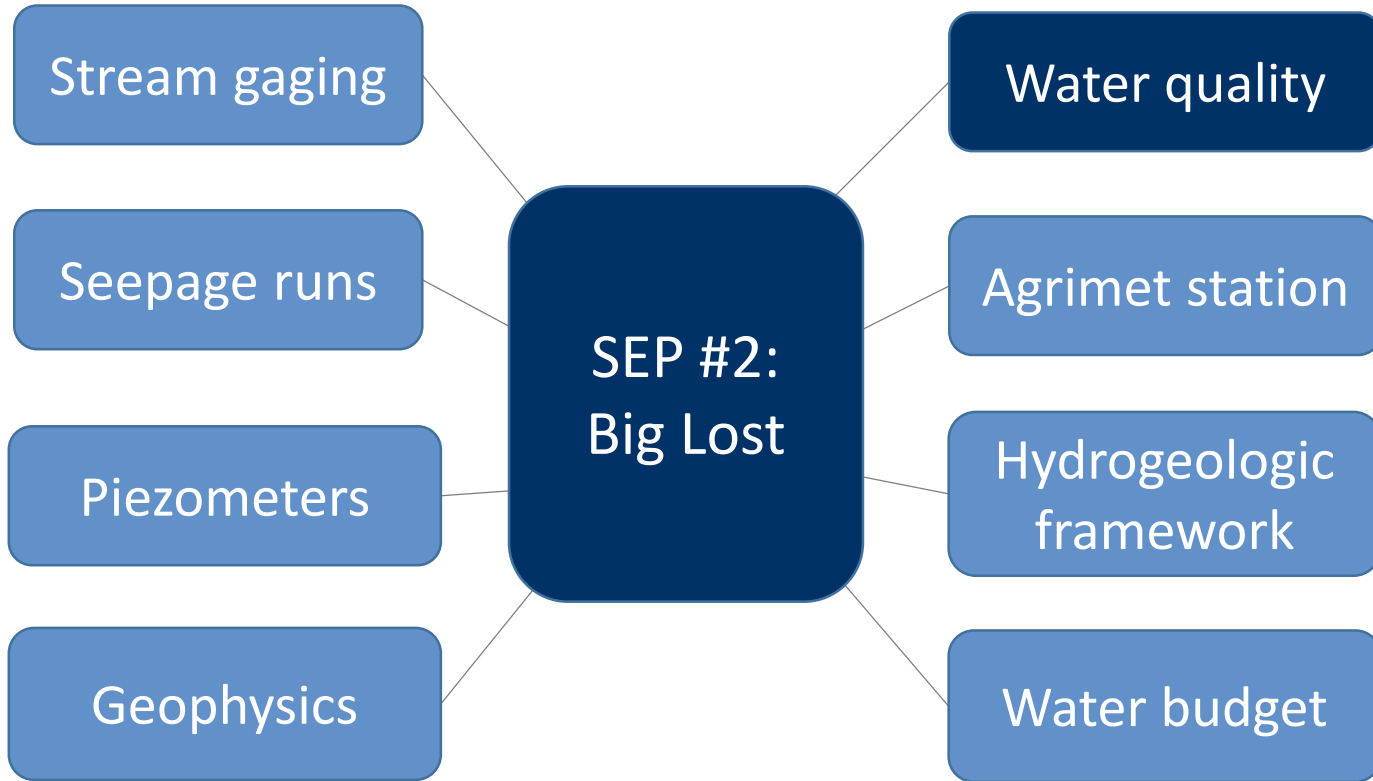 Stream gaging
Seepage runs
Piezometers
Geophysics
SEP #2:
Big Lost
Water quality
Agrimet station
Hydrogeologic
framework
Water budget